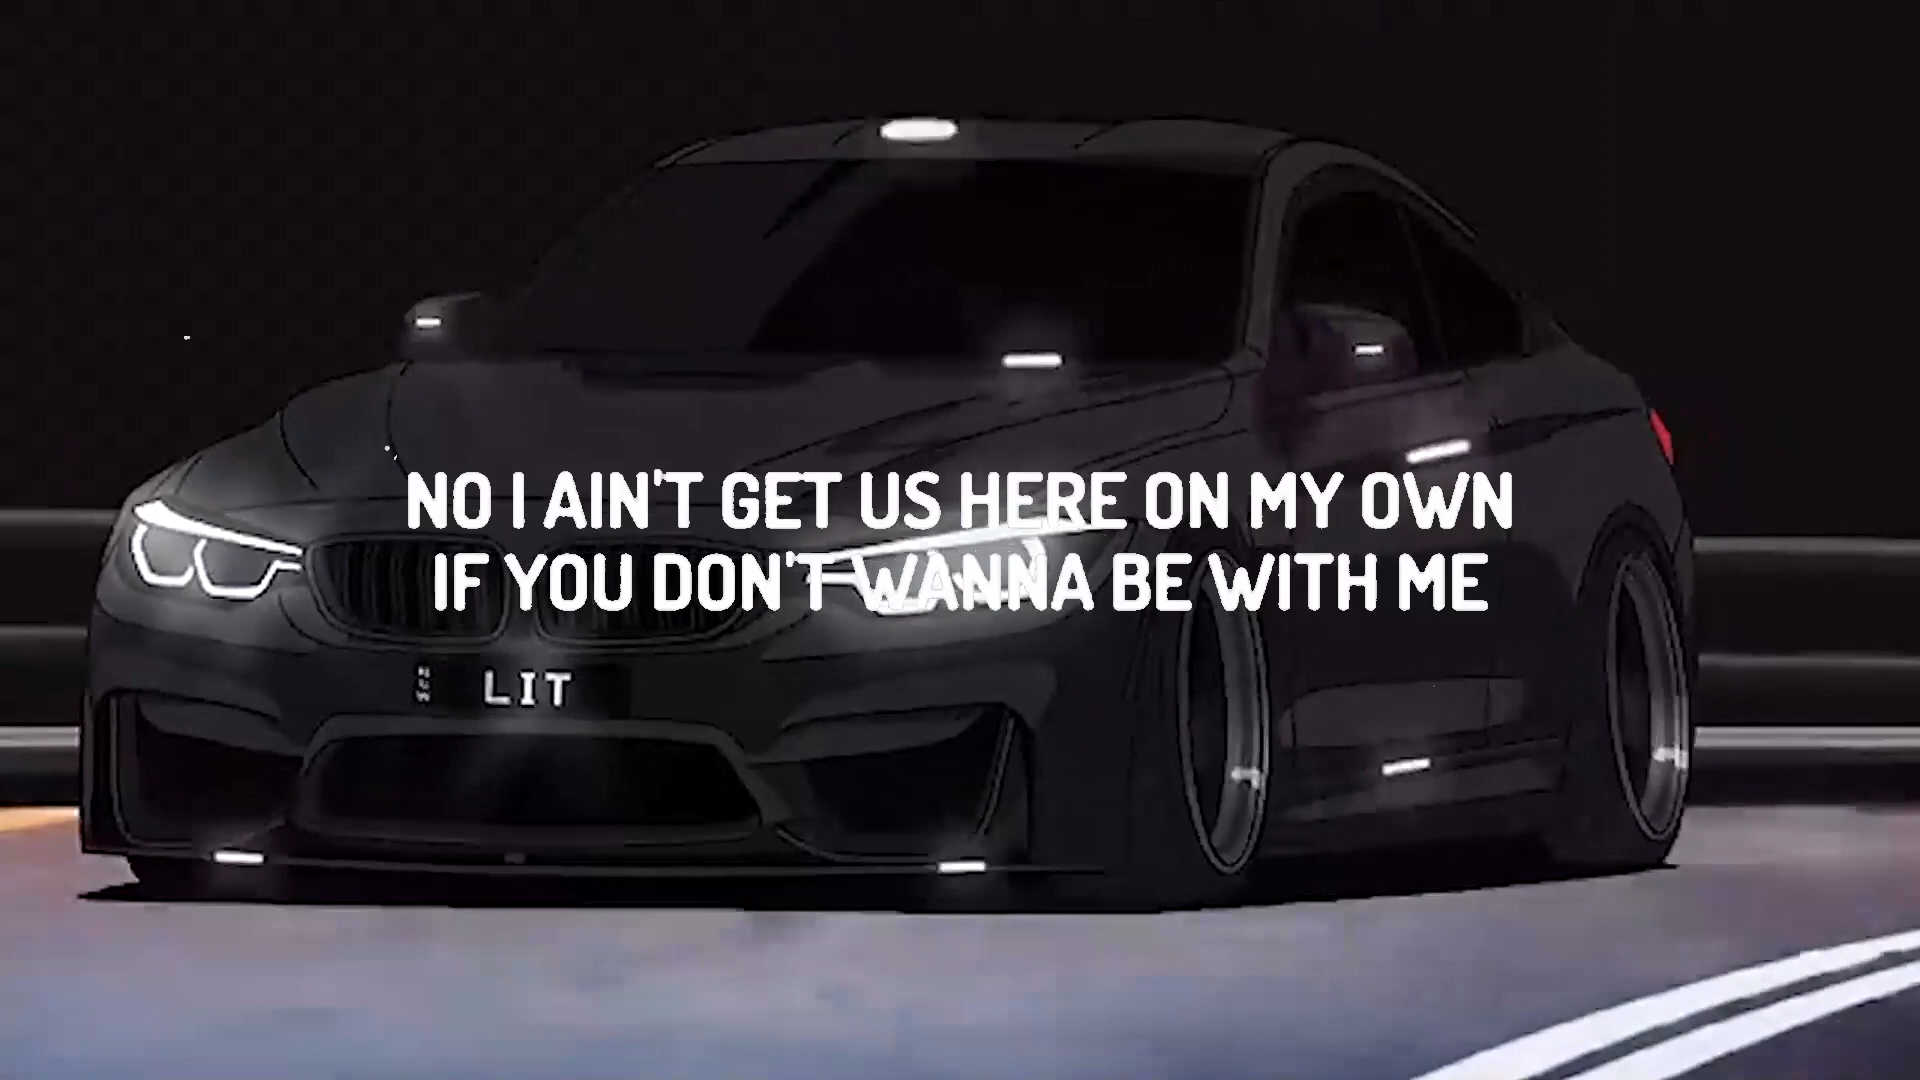 NO I AIN'T GET US HERE ON MY OWN
IF YOU DON'T WANNA BE WITH ME
LIT